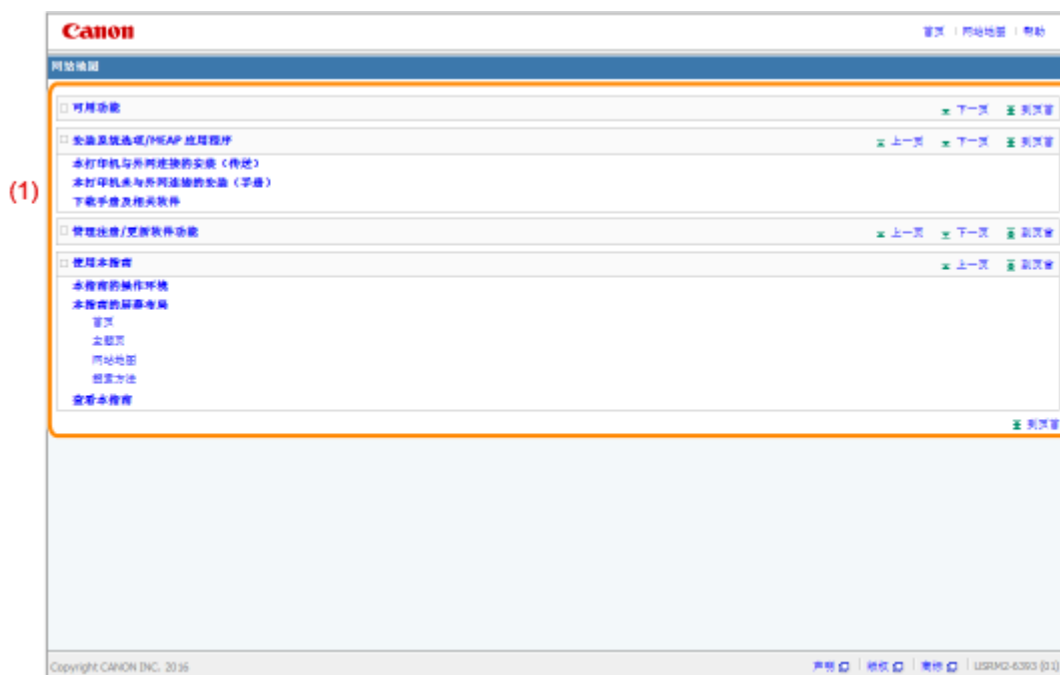 Canon 首页 网站地图 帮助
网站地图
(1)
可用功能 下一页 到页首
安装系统选项/MEAP 应用程序 上一页 下一页 到页首
本打印机与外网连接的安装（传送）
本打印机未与外网连接的安装（手册）
下载手册及相关软件
管理注册/更新软件功能 上一页 下一页 到页首
使用本指南 上一页 到页首
本指南的操作环境
本指南的屏幕布局
首页
主题页
网站地图
搜索方法
查看本指南
到页首
Copyright CANON INC. 2016 声明 版权 商标 USRM2-6393 (01)